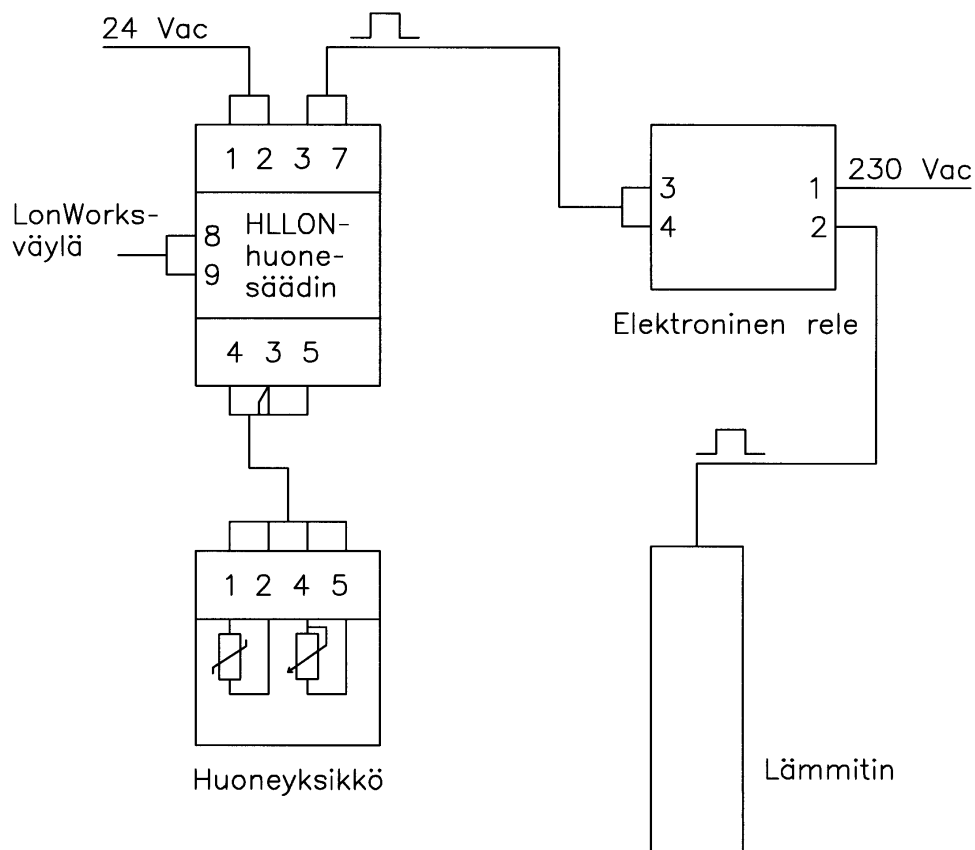 24 Vac
1 2 3 7
LonWorks-
väylä
8
9
HLLON-
huone-
säädin
4 3 5
3
4
1
2
230 Vac
Elektroninen rele
1 2 4 5
Huoneyksikkö
Lämmitin